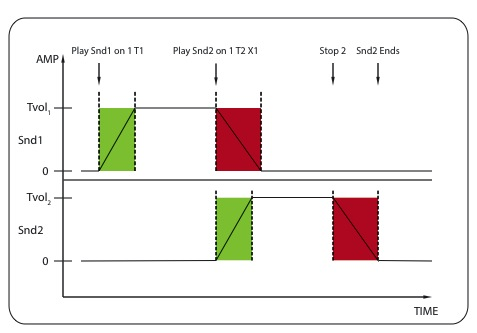 Play Snd1 on 1 T1
Play Snd2 on 1 T2 X1
Stop 2
Snd2 Ends
AMP
Tvol1
Snd1
0
Tvol2
Snd2
0
TIME